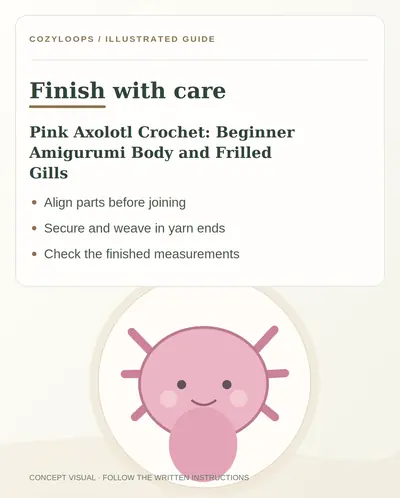 COZYLOOPS / ILLUSTRATED GUIDE
Finish with care
Pink Axolotl Crochet: Beginner
Amigurumi Body and Frilled
Gills
• Align parts before joining
• Secure and weave in yarn ends
• Check the finished measurements
CONCEPT VISUAL · FOLLOW THE WRITTEN INSTRUCTIONS